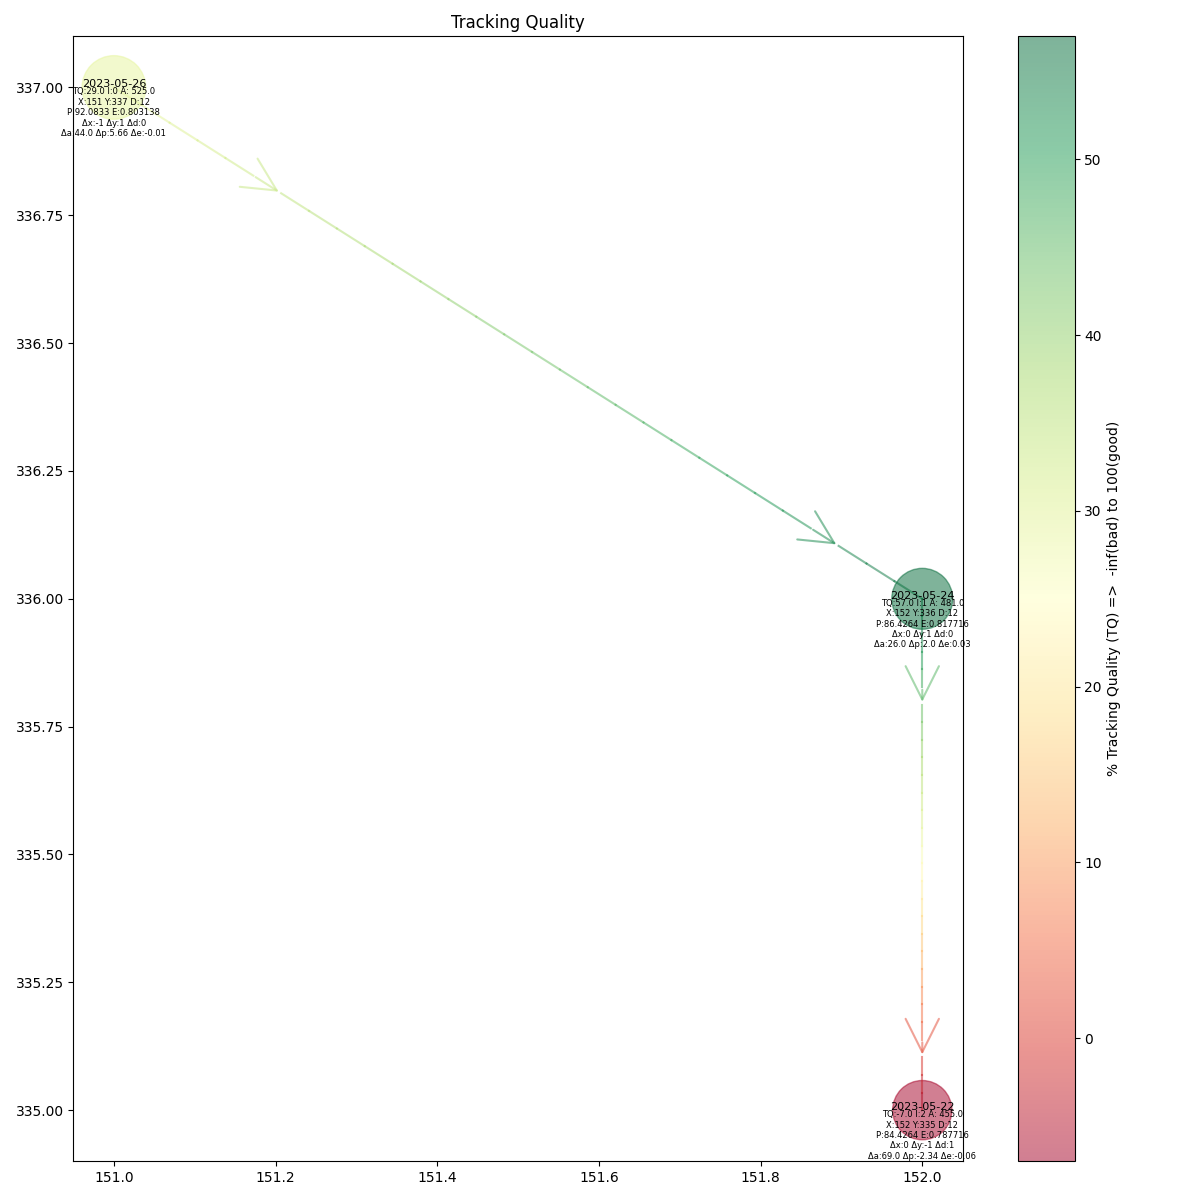 Tracking Quality
337.00
336.75
336.50
336.25
336.00
335.75
335.50
335.25
335.00
151.0
151.2
151.4
151.6
151.8
152.0
2023-05-26
TQ:29.0 I:0 A: 525.0
X:151 Y:337 D:12
P:92.0833 E:0.803138
Δx:-1 Δy:1 Δd:0
Δa:44.0 Δp:5.66 Δe:-0.01
2023-05-24
TQ:57.0 I:1 A: 481.0
X:152 Y:336 D:12
P:86.4264 E:0.817716
Δx:0 Δy:1 Δd:0
Δa:26.0 Δp:2.0 Δe:0.03
2023-05-22
TQ:-7.0 I:2 A: 455.0
X:152 Y:335 D:12
P:84.4264 E:0.787716
Δx:0 Δy:-1 Δd:1
Δa:69.0 Δp:-2.34 Δe:-0.06
50
40
30
20
10
0
% Tracking Quality (TQ) => -inf(bad) to 100(good)